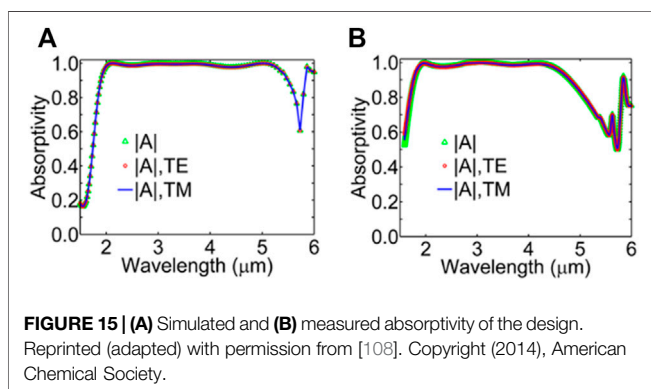 A
B
1.0
0.8
0.6
0.4
0.2
0.0
Absorptivity
|A|
|A|,TE
|A|,TM
2 3 4 5 6
Wavelength (μm)
1.0
0.8
0.6
0.4
0.2
0.0
Absorptivity
|A|
|A|,TE
|A|,TM
2 3 4 5 6
Wavelength (μm)
FIGURE 15 | (A) Simulated and (B) measured absorptivity of the design.
Reprinted (adapted) with permission from [108]. Copyright (2014), American
Chemical Society.